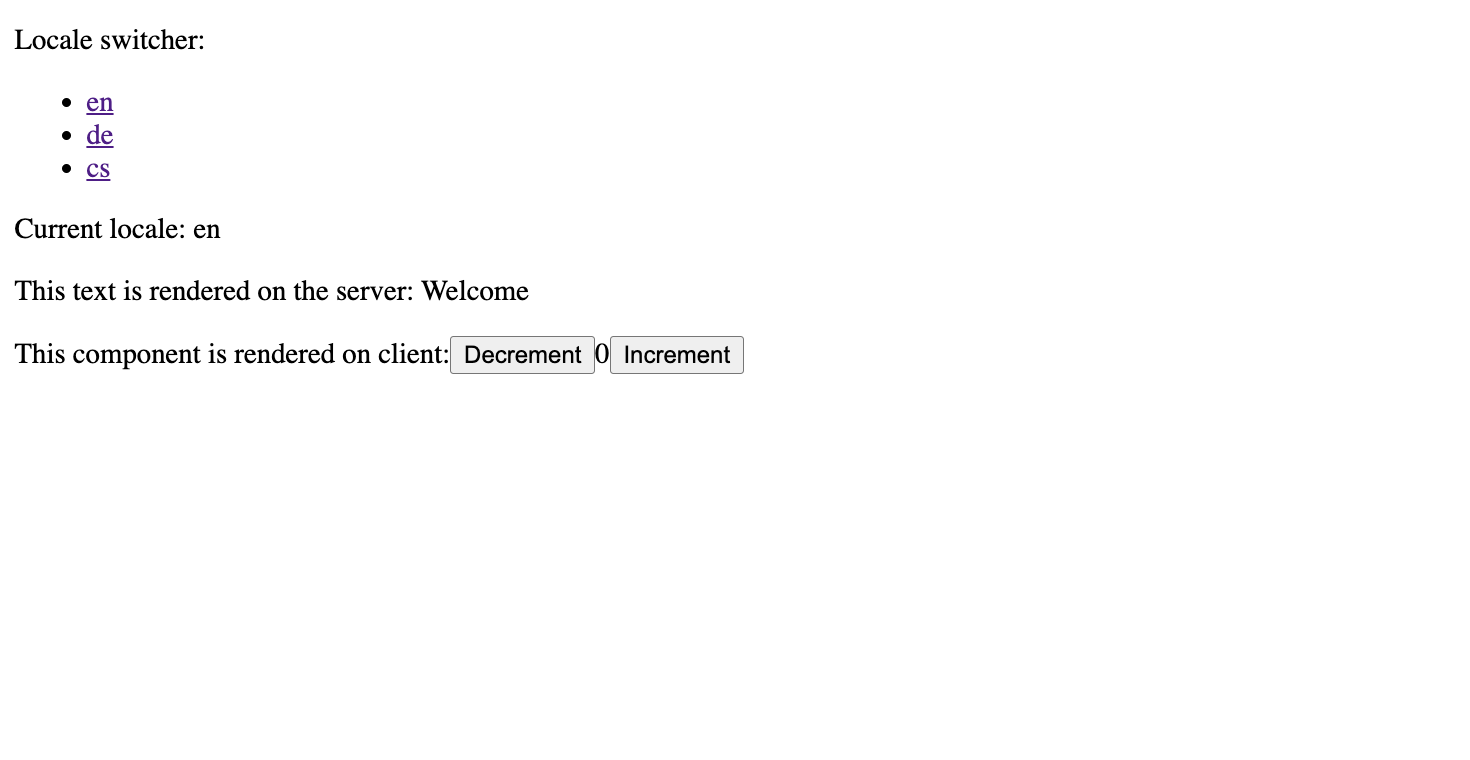 Locale switcher:
en
de
cs
Current locale: en
This text is rendered on the server: Welcome
This component is rendered on client: Decrement 0 Increment